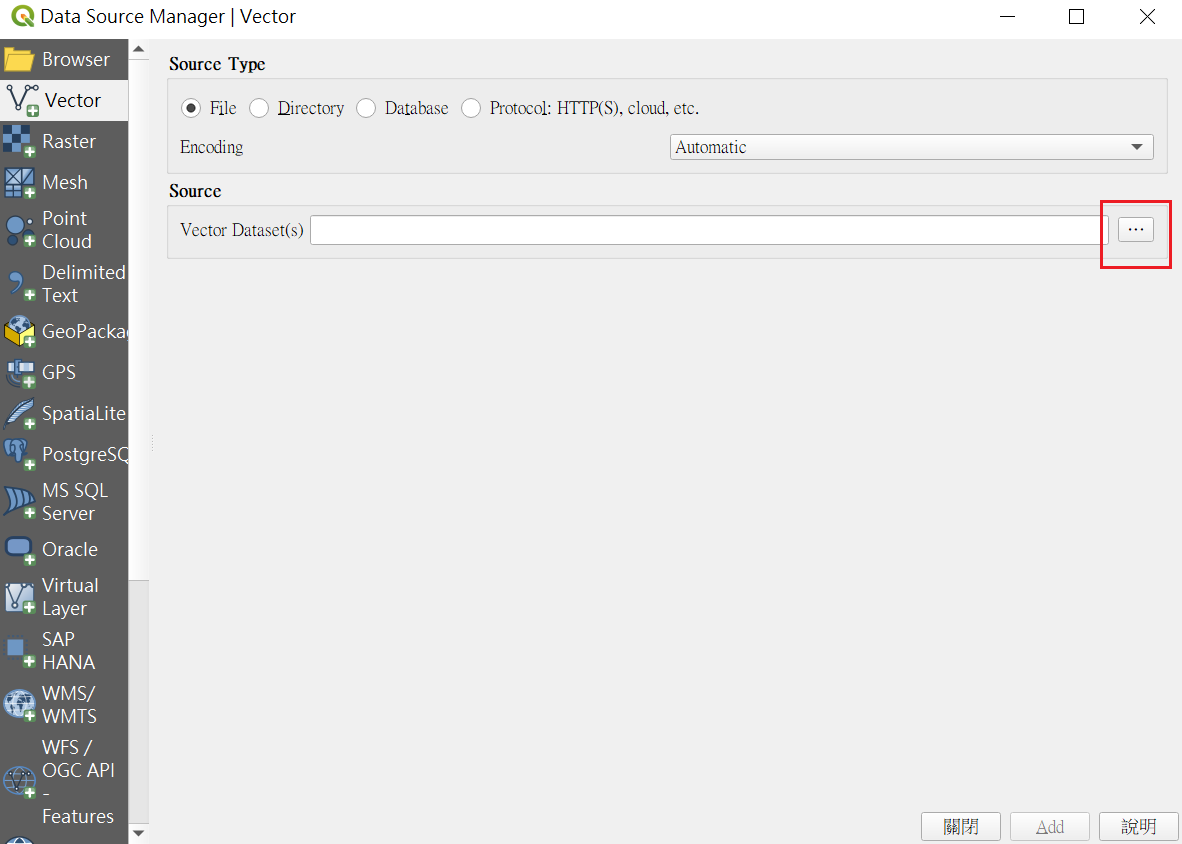 Data Source Manager | Vector
Browser
Vector
Raster
Mesh
Point
Cloud
Delimited
Text
GeoPacka
GPS
SpatiaLite
PostgreSQ
MS SQL
Server
Oracle
Virtual
Layer
SAP
HANA
WMS/
WMTS
WFS /
OGC API
-
Features
Source Type
File Directory Database Protocol: HTTP(S), cloud, etc.
Encoding Automatic
Source
Vector Dataset(s) ...
關閉 Add 說明